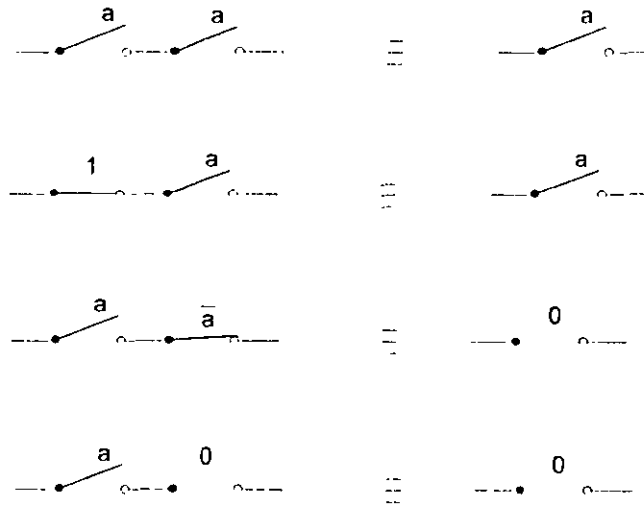 a a ≡ a
1 a ≡ a
a a̅ ≡ 0
a 0 ≡ 0